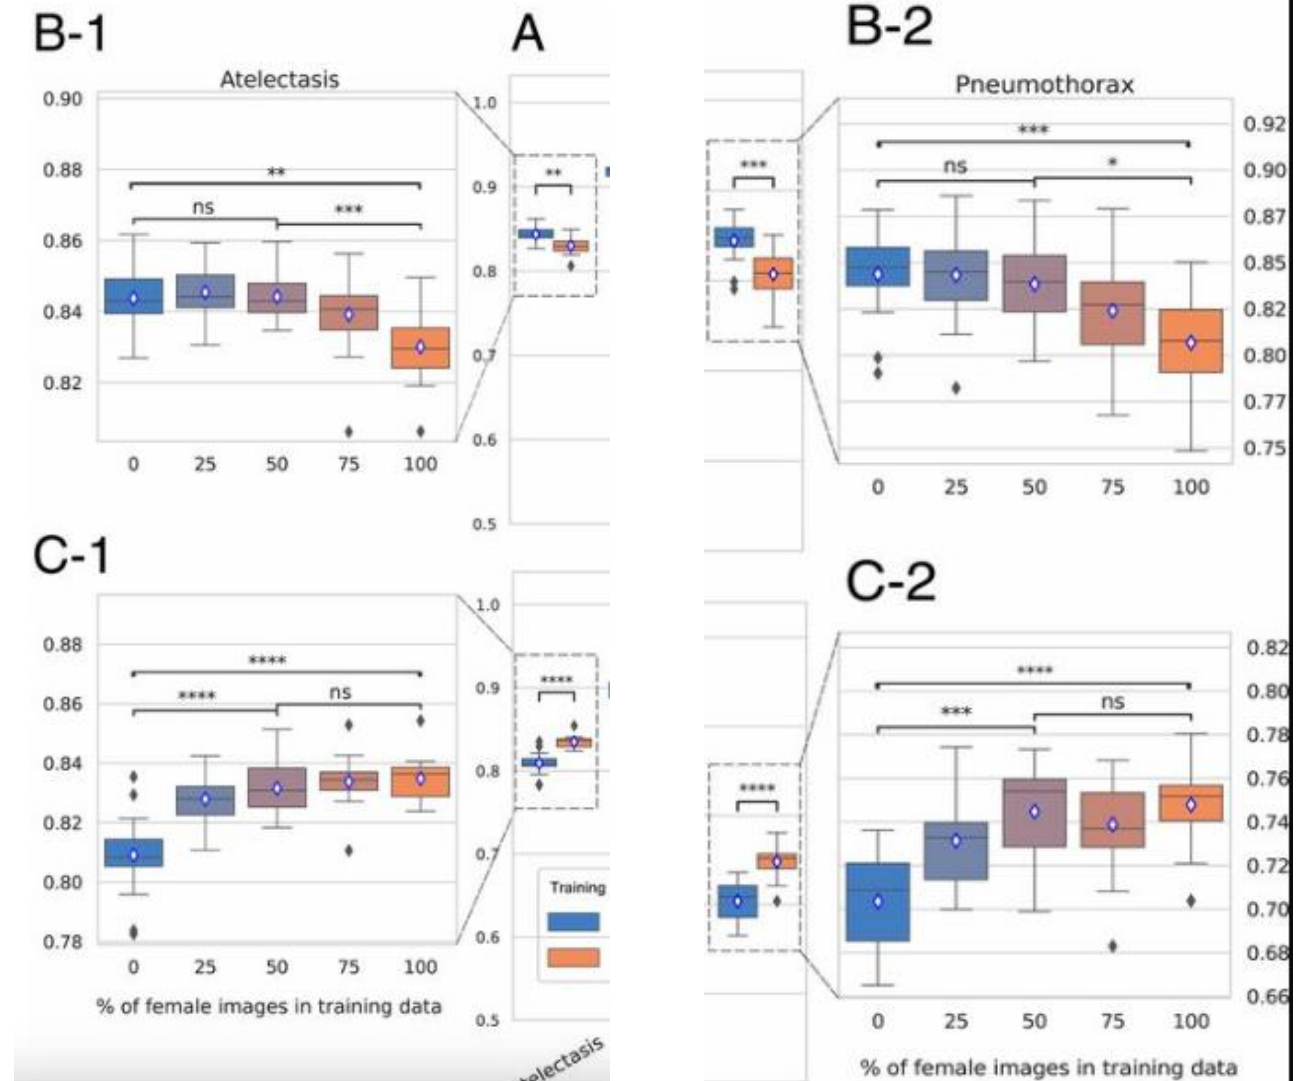 B-1
A
B-2
Atelectasis
Pneumothorax
0.90
0.88
0.86
0.84
0.82
**
ns
***
0 25 50 75 100
1.0
0.9
0.8
0.7
0.6
0.5
**
***
***
ns
*
0.92
0.90
0.87
0.85
0.82
0.80
0.77
0.75
0 25 50 75 100
C-1
C-2
0.88
0.86
0.84
0.82
0.80
0.78
****
****
ns
0 25 50 75 100
% of female images in training data
1.0
0.9
0.8
0.7
0.6
0.5
****
Training
telectasis
****
****
***
ns
0.82
0.80
0.78
0.76
0.74
0.72
0.70
0.68
0.66
0 25 50 75 100
% of female images in training data